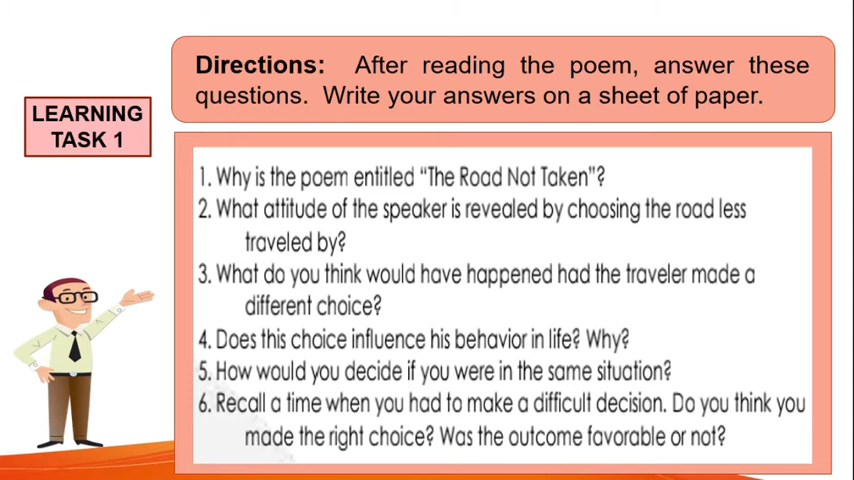 Directions: After reading the poem, answer these
questions. Write your answers on a sheet of paper.
LEARNING
TASK 1
1. Why is the poem entitled “The Road Not Taken”?
2. What attitude of the speaker is revealed by choosing the road less
traveled by?
3. What do you think would have happened had the traveler made a
different choice?
4. Does this choice influence his behavior in life? Why?
5. How would you decide if you were in the same situation?
6. Recall a time when you had to make a difficult decision. Do you think you
made the right choice? Was the outcome favorable or not?